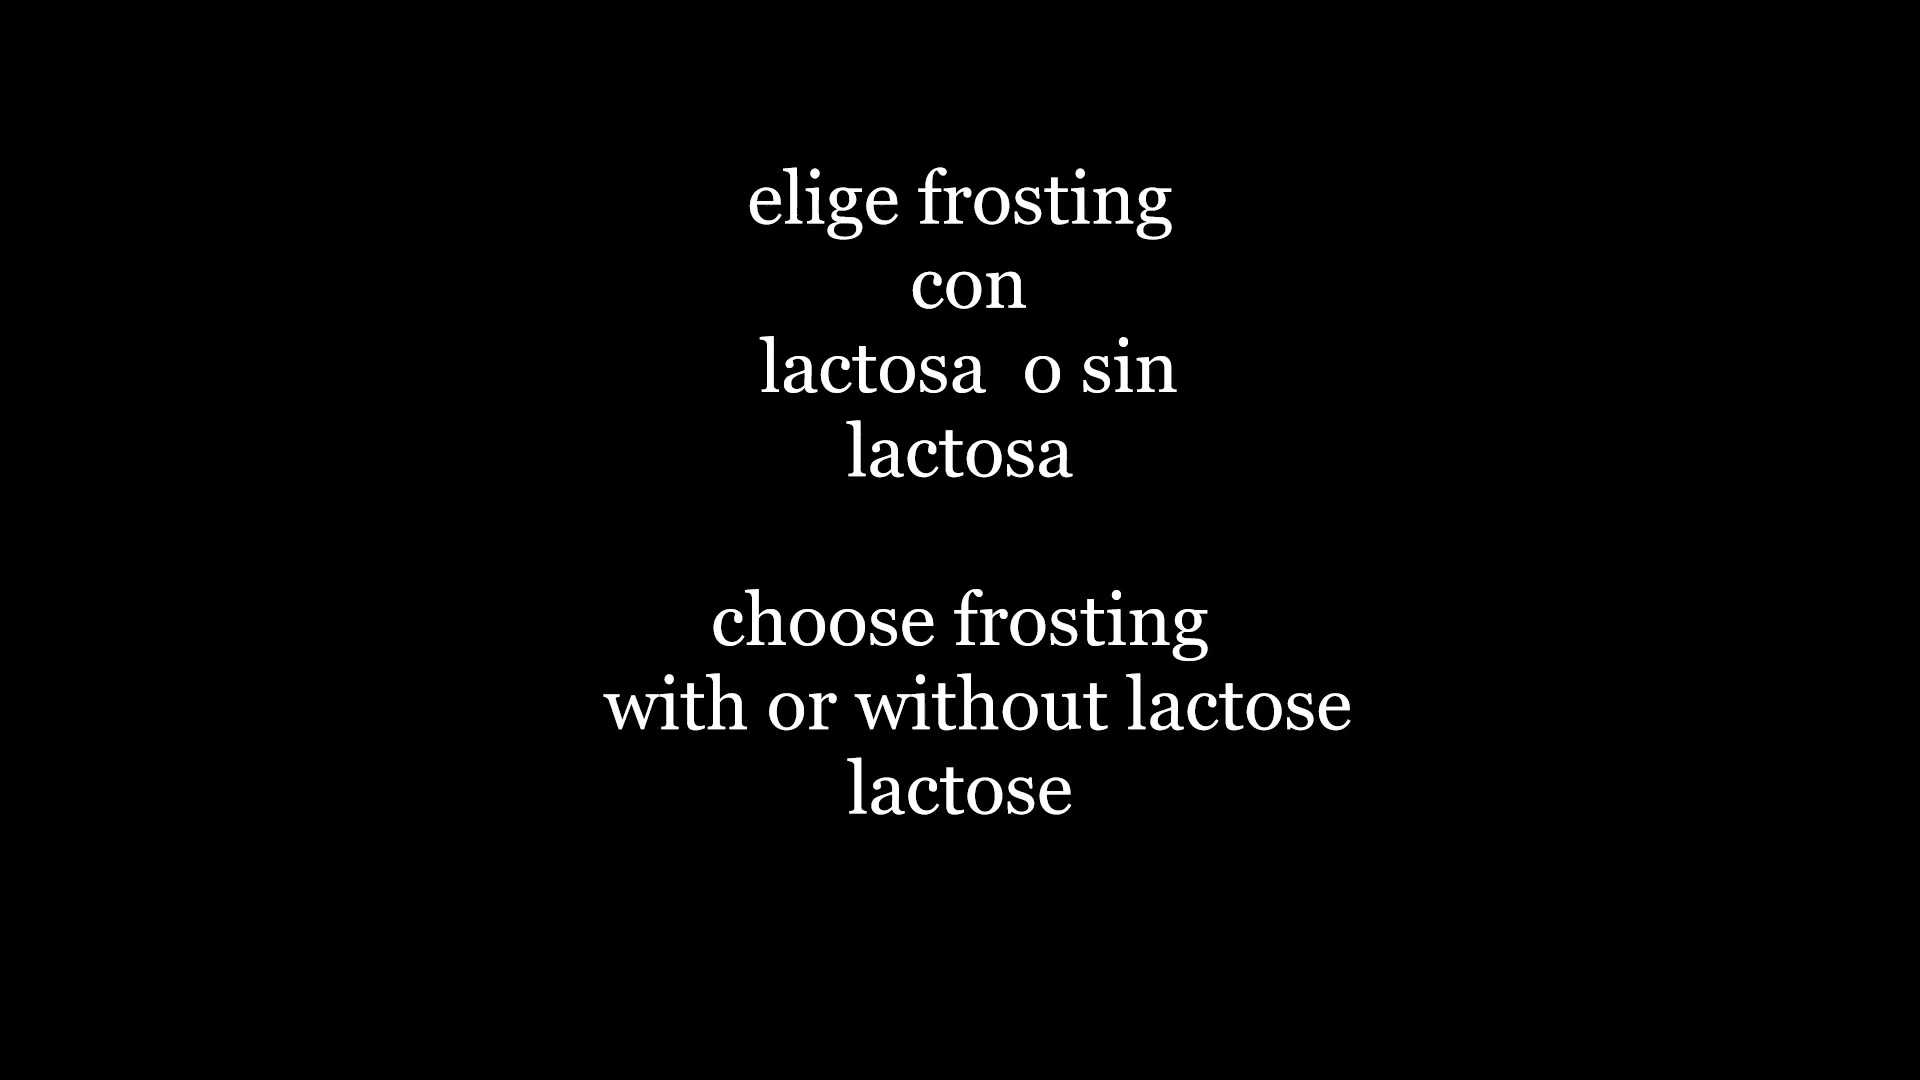 elige frosting
con
lactosa  o sin
lactosa
choose frosting
with or without lactose
lactose